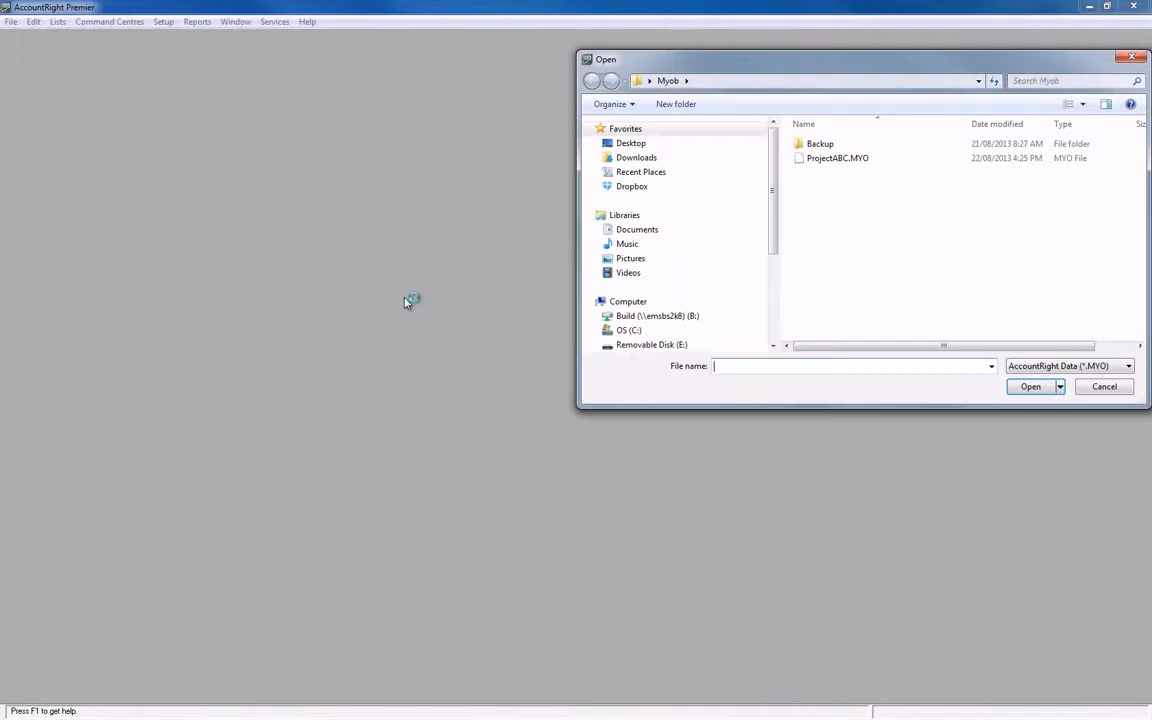 AccountRight Premier
File Edit Lists Command Centres Setup Reports Window Services Help
Open
Myob
Search Myob
Organize New folder
Favorites
Desktop
Downloads
Recent Places
Dropbox
Libraries
Documents
Music
Pictures
Videos
Computer
Build (\\emsbs2k8) (B:)
OS (C:)
Removable Disk (E:)
Name Date modified Type Siz
Backup 21/08/2013 8:27 AM File folder
ProjectABC.MYO 22/08/2013 4:25 PM MYO File
File name: AccountRight Data (*.MYO)
Open Cancel
Press F1 to get help.